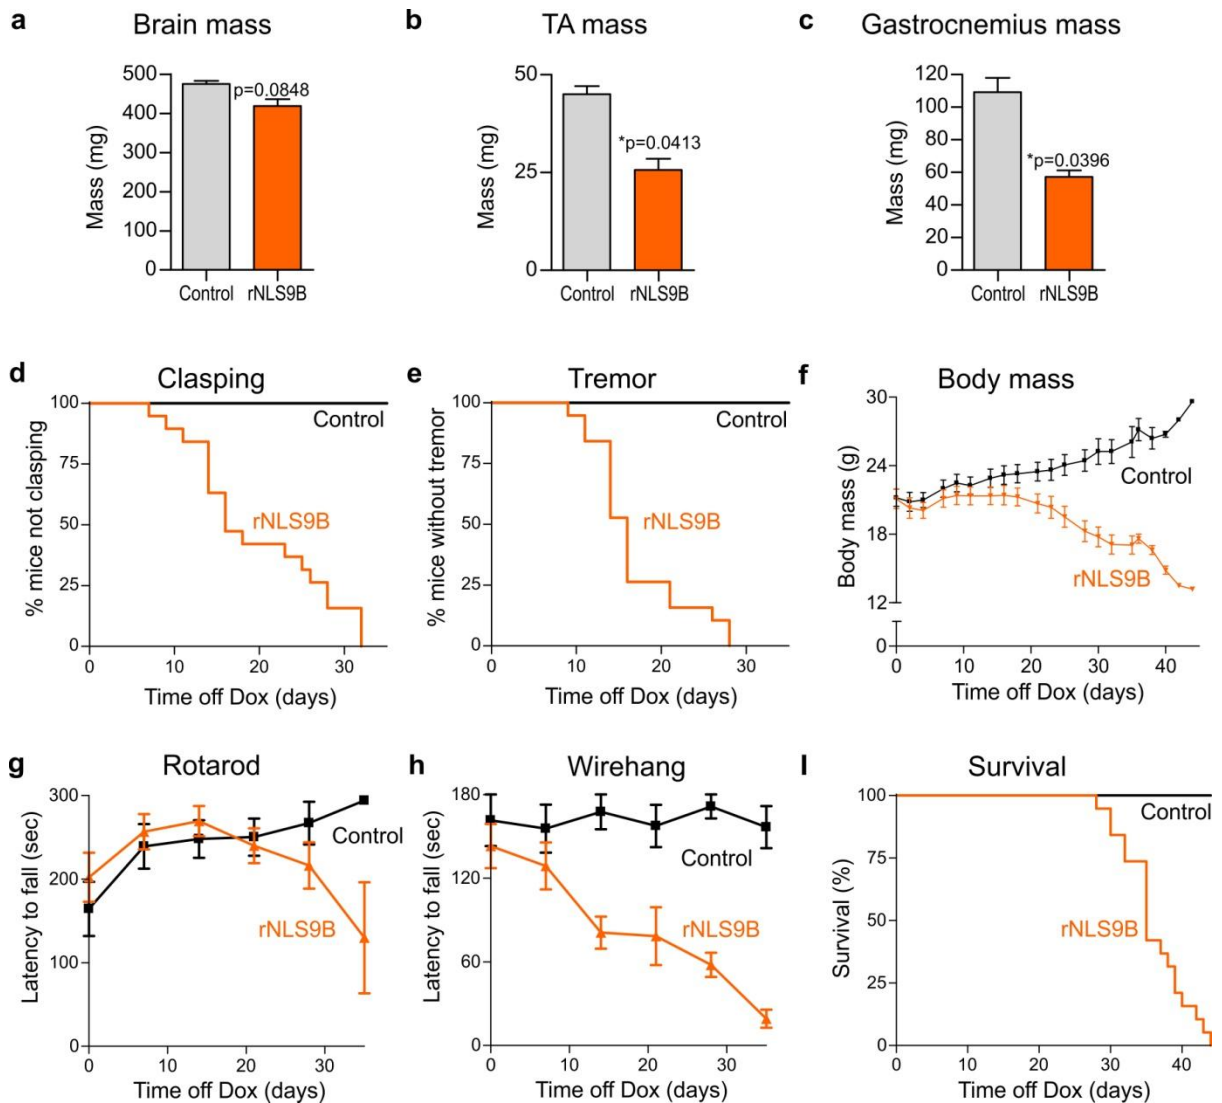 a Brain mass
Mass (mg)
500
400
300
200
100
0
p=0.0848
Control rNLS9B
b TA mass
Mass (mg)
50
25
0
*p=0.0413
Control rNLS9B
c Gastrocnemius mass
Mass (mg)
120
100
80
60
40
20
0
*p=0.0396
Control rNLS9B
d Clasping
% mice not clasping
100
75
50
25
0
Control
rNLS9B
0 10 20 30
Time off Dox (days)
e Tremor
% mice without tremor
100
75
50
25
0
Control
rNLS9B
0 10 20 30
Time off Dox (days)
f Body mass
Body mass (g)
30
24
18
12
0
Control
rNLS9B
0 10 20 30 40
Time off Dox (days)
g Rotarod
Latency to fall (sec)
300
200
100
0
Control
rNLS9B
0 10 20 30
Time off Dox (days)
h Wirehang
Latency to fall (sec)
180
120
60
0
Control
rNLS9B
0 10 20 30
Time off Dox (days)
I Survival
Survival (%)
100
75
50
25
0
Control
rNLS9B
0 10 20 30 40
Time off Dox (days)